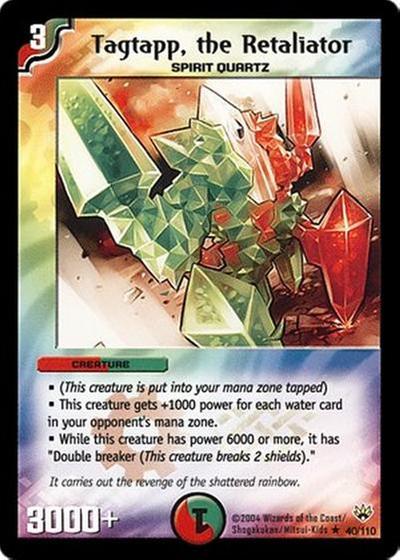 3
Tagtapp, the Retaliator
SPIRIT QUARTZ
CREATURE
▪ (This creature is put into your mana zone tapped)
▪ This creature gets +1000 power for each water card
in your opponent's mana zone.
▪ While this creature has power 6000 or more, it has
"Double breaker (This creature breaks 2 shields)."
It carries out the revenge of the shattered rainbow.
3000+
©2004 Wizards of the Coast/
Shogakukan/Mitsui-Kids ★ 40/110